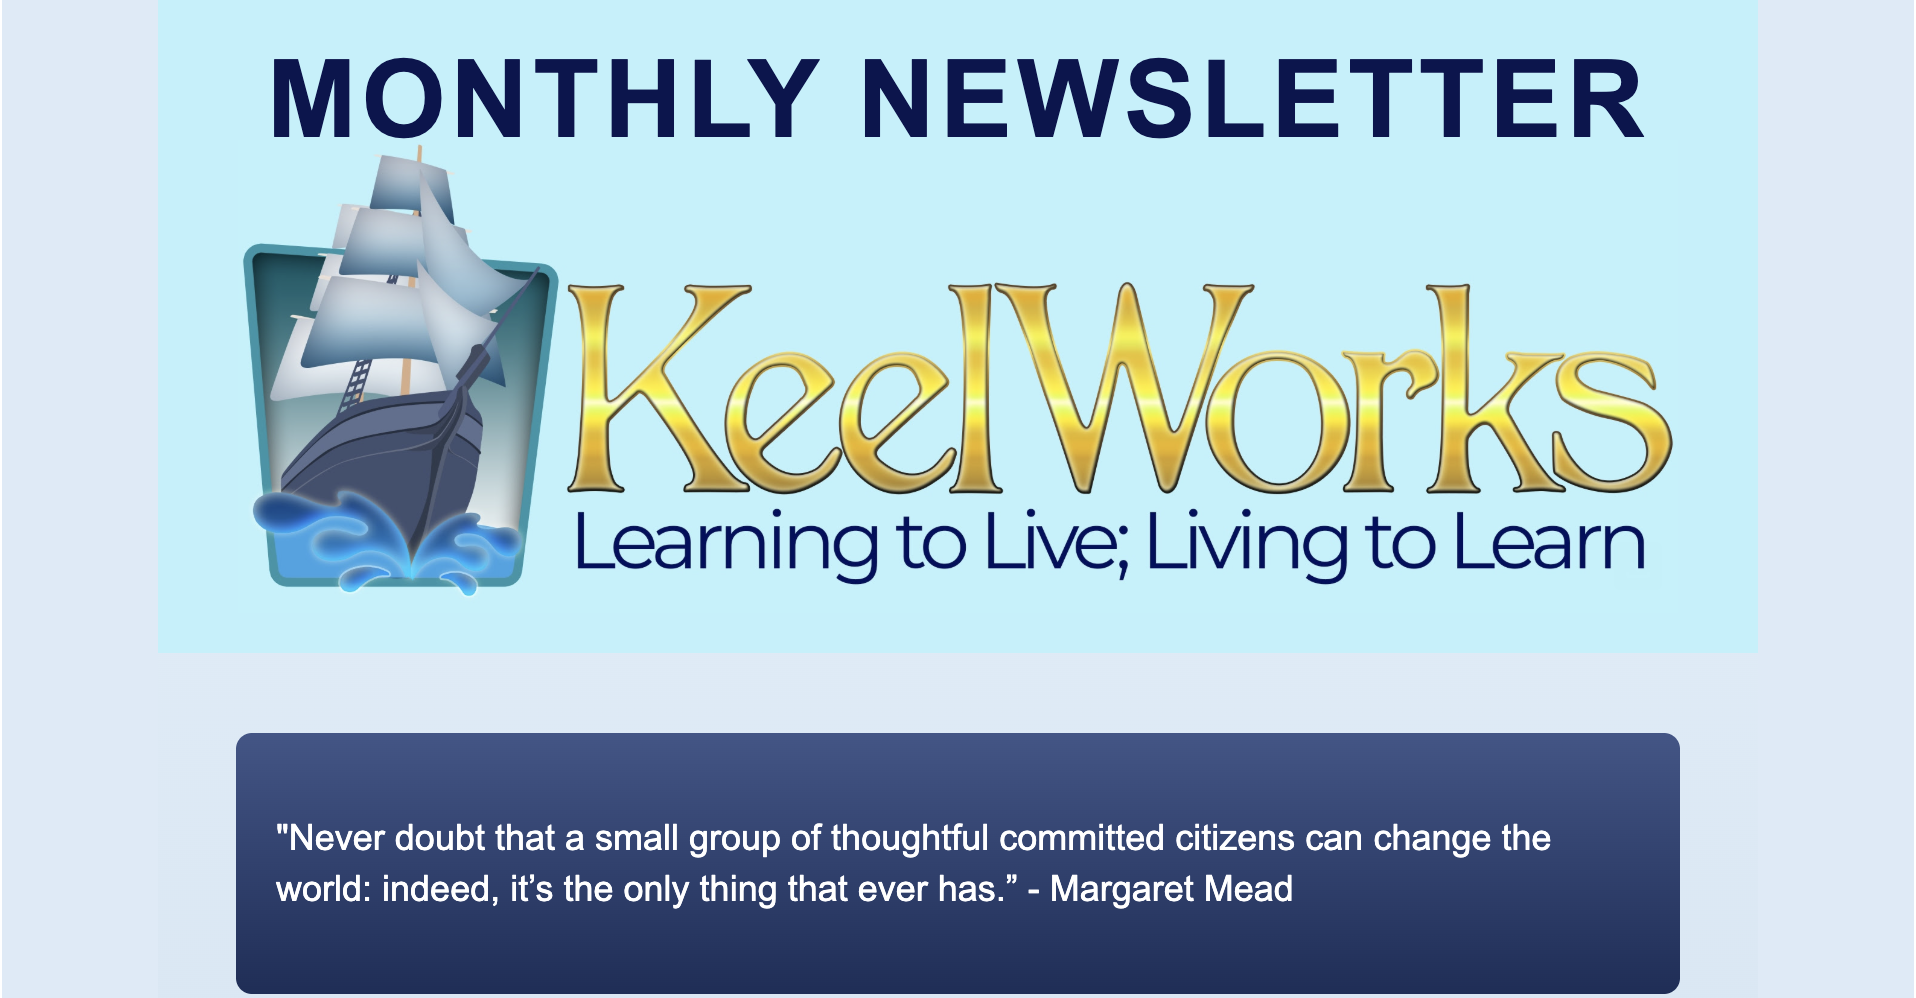 MONTHLY NEWSLETTER
KeelWorks
Learning to Live; Living to Learn
"Never doubt that a small group of thoughtful committed citizens can change the
world: indeed, it’s the only thing that ever has.” - Margaret Mead